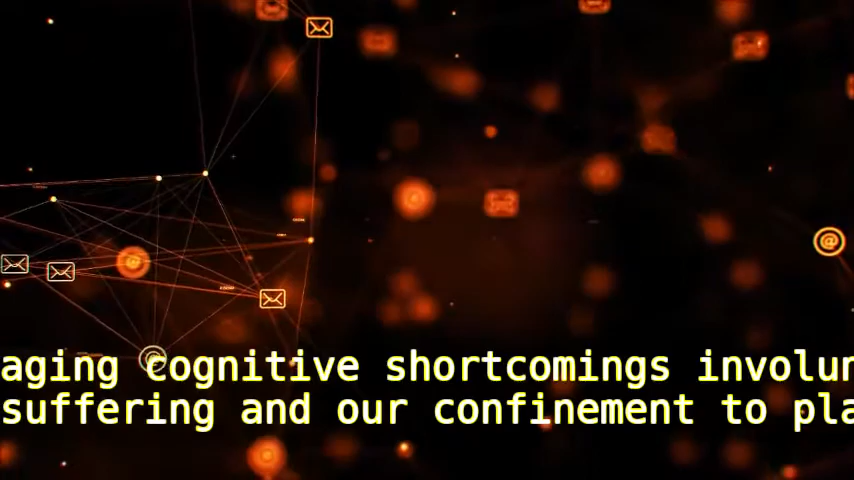 aging cognitive shortcomings involun
suffering and our confinement to pla